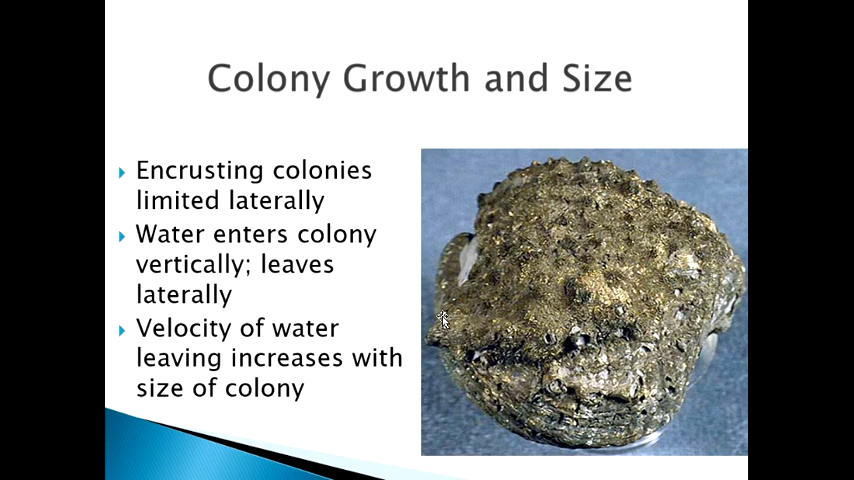 Colony Growth and Size
Encrusting colonies
limited laterally
Water enters colony
vertically; leaves
laterally
Velocity of water
leaving increases with
size of colony